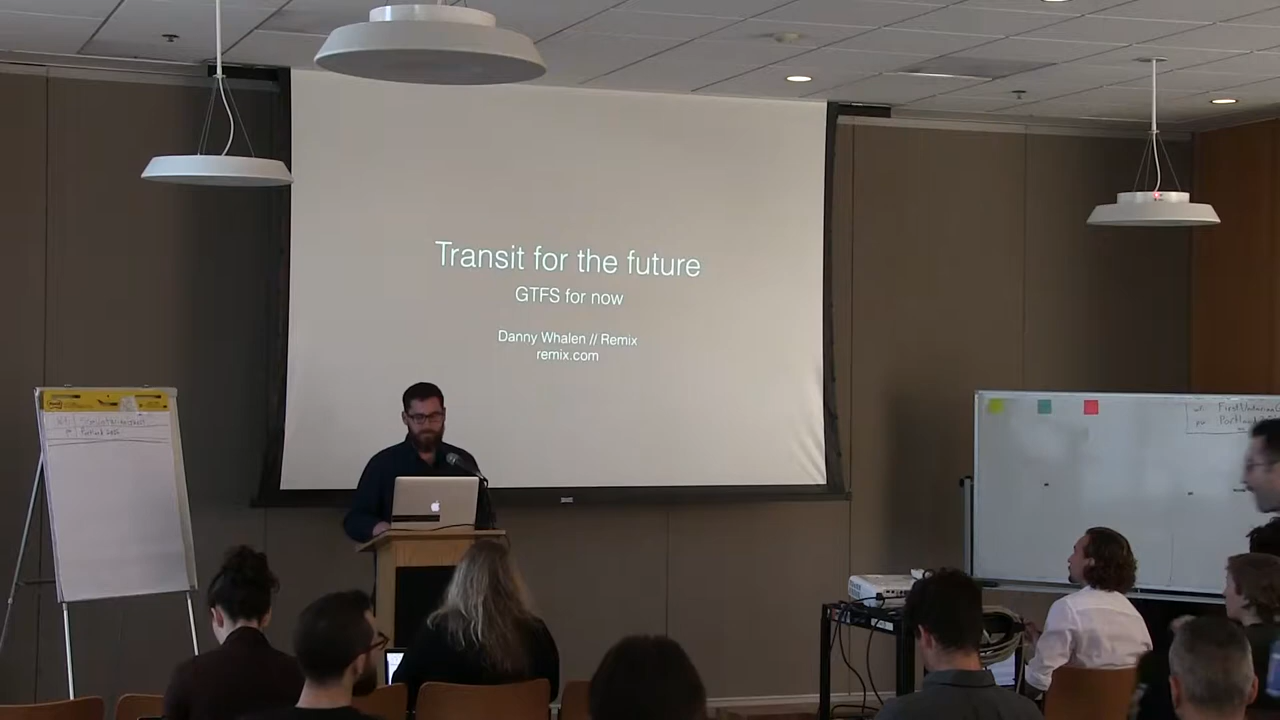 Transit for the future
GTFS for now
Danny Whalen // Remix
remix.com